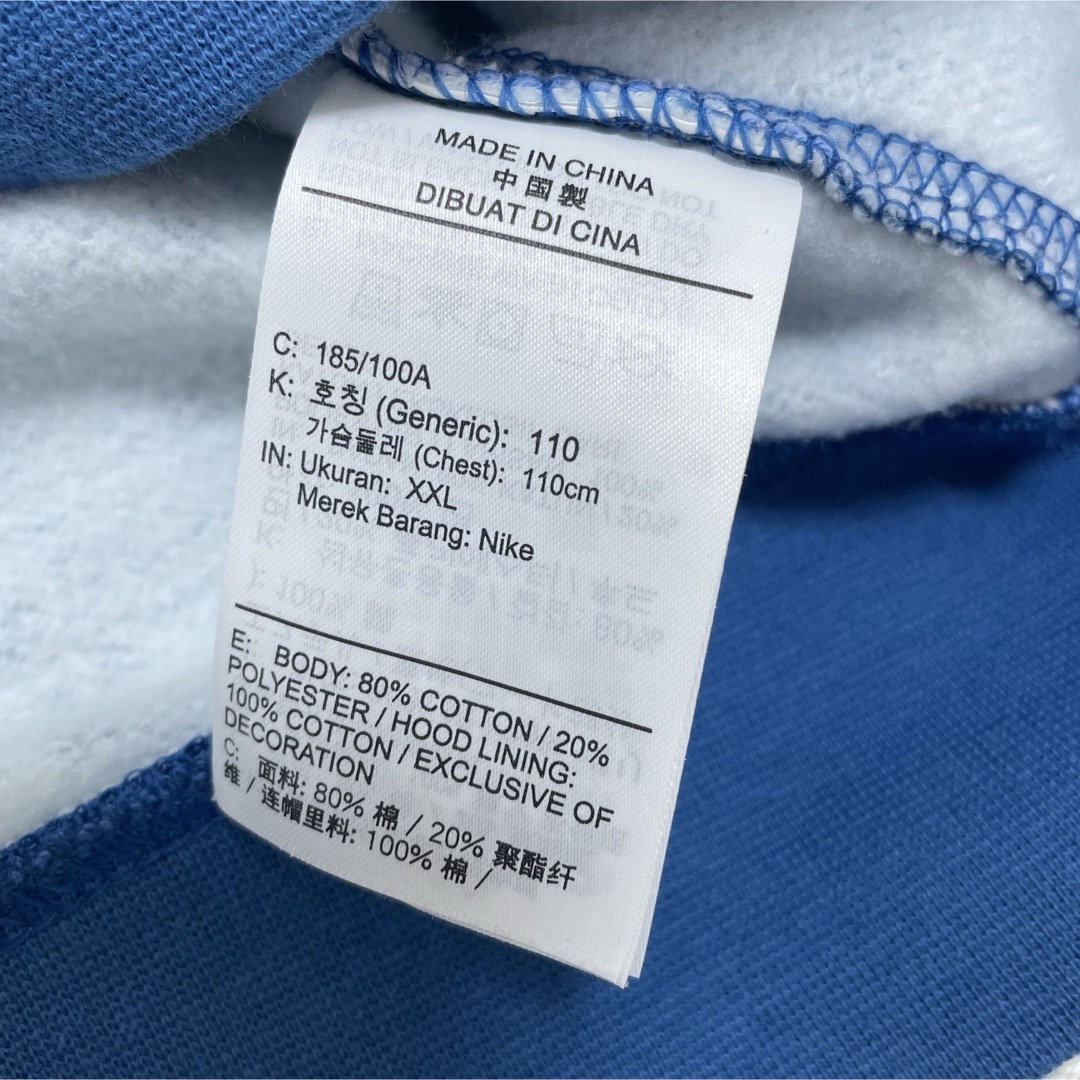 MADE IN CHINA
中国製
DIBUAT DI CINA
C: 185/100A
K: 호칭 (Generic): 110
가슴둘레 (Chest): 110cm
IN: Ukuran: XXL
Merek Barang: Nike
E: BODY: 80% COTTON / 20%
POLYESTER / HOOD LINING:
100% COTTON / EXCLUSIVE OF
DECORATION
C: 面料: 80% 棉 / 20% 聚酯纤
维 / 连帽里料: 100% 棉 /